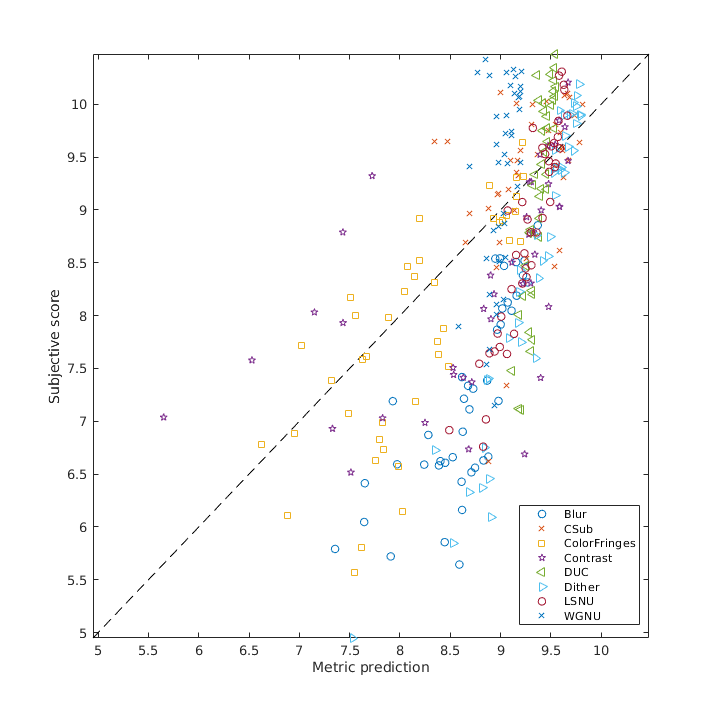 10
9.5
9
8.5
8
7.5
7
6.5
6
5.5
5
Subjective score
5 5.5 6 6.5 7 7.5 8 8.5 9 9.5 10
Metric prediction
Blur
CSub
ColorFringes
Contrast
DUC
Dither
LSNU
WGNU